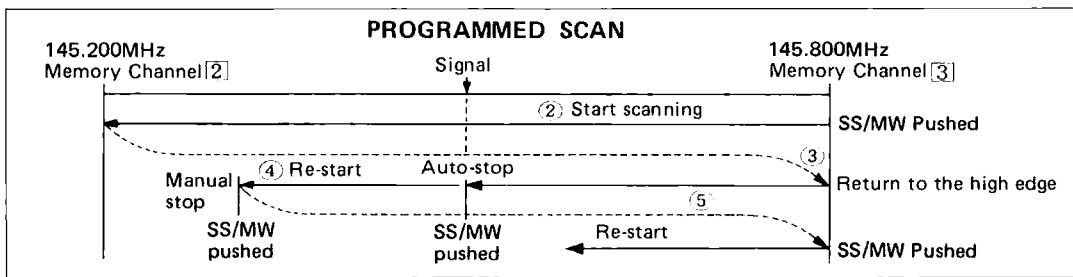 PROGRAMMED SCAN
145.200MHz
Memory Channel 2
Signal
145.800MHz
Memory Channel 3
② Start scanning
SS/MW Pushed
③
④ Re-start
Auto-stop
Manual
stop
Return to the high edge
⑤
SS/MW
pushed
SS/MW
pushed
Re-start
SS/MW Pushed